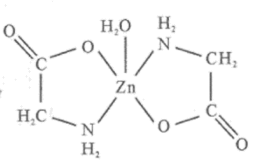 O H₂O H₂
O N
C CH₂
Zn
H₂C C
N O
H₂ O